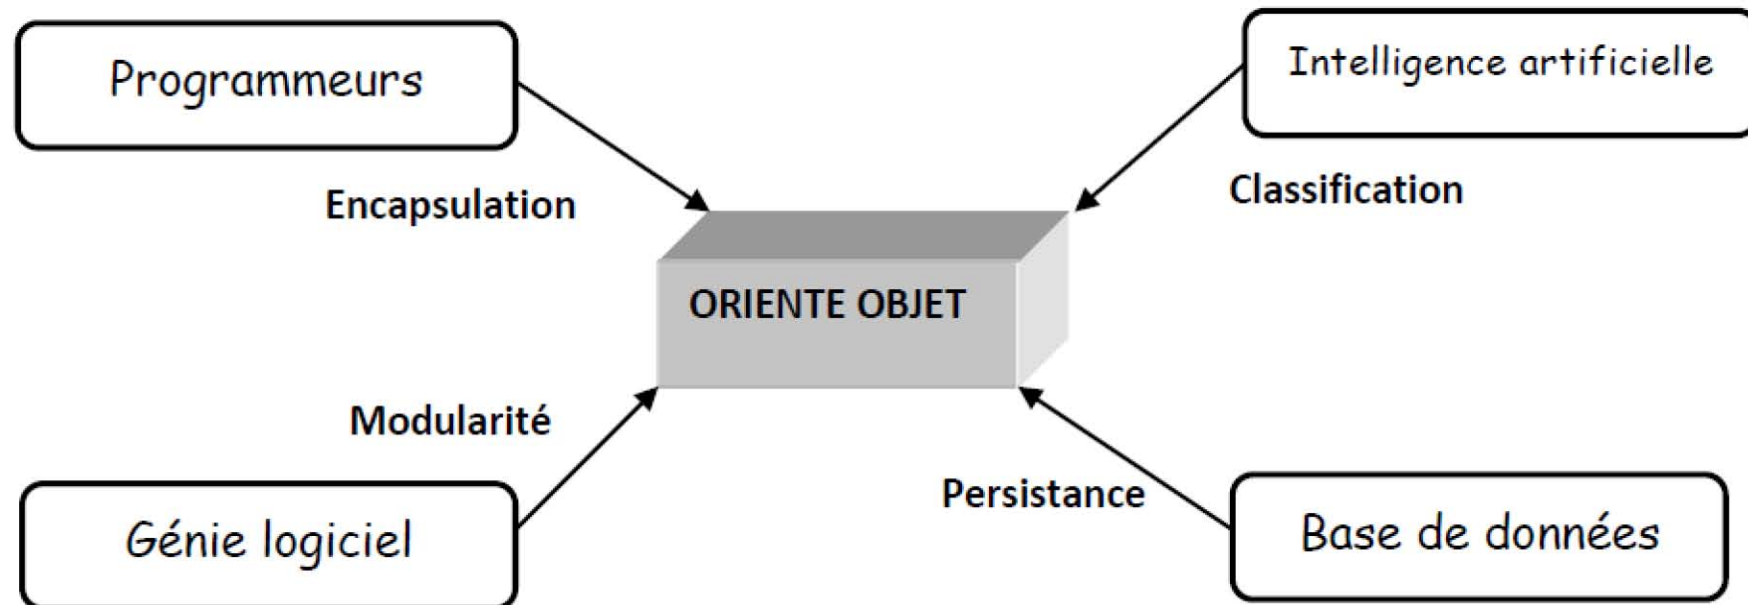 Programmeurs
Intelligence artificielle
Encapsulation
Classification
ORIENTE OBJET
Modularité
Persistance
Génie logiciel
Base de données